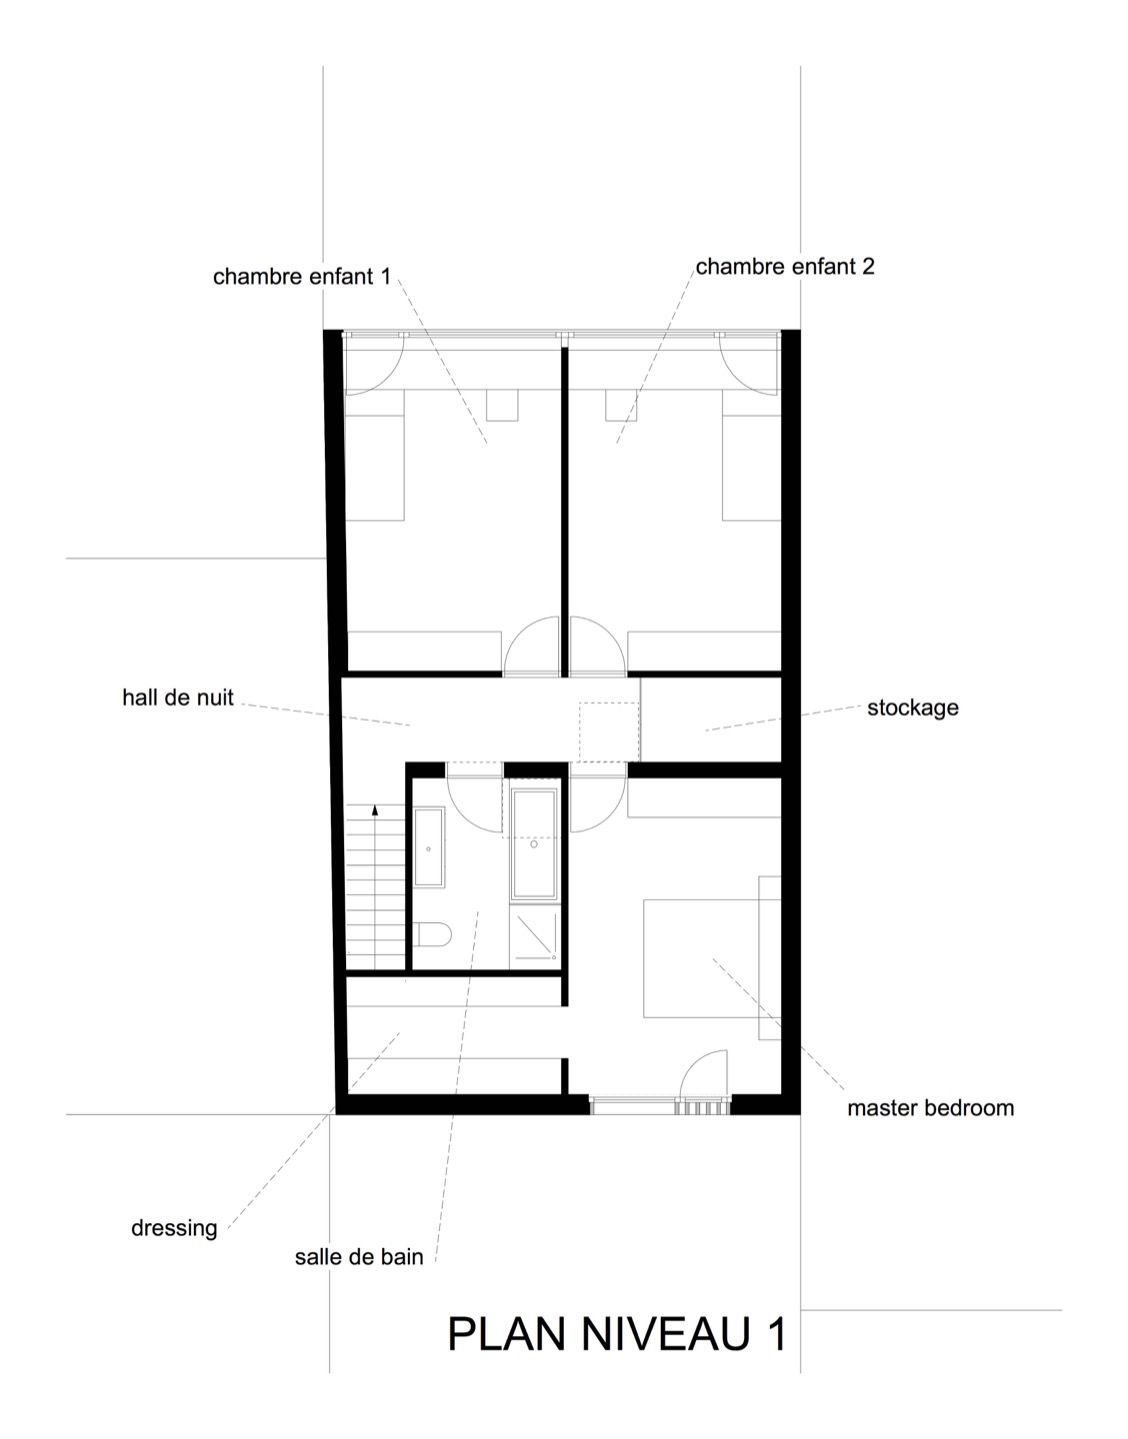 chambre enfant 1
chambre enfant 2
hall de nuit
stockage
master bedroom
dressing
salle de bain
PLAN NIVEAU 1